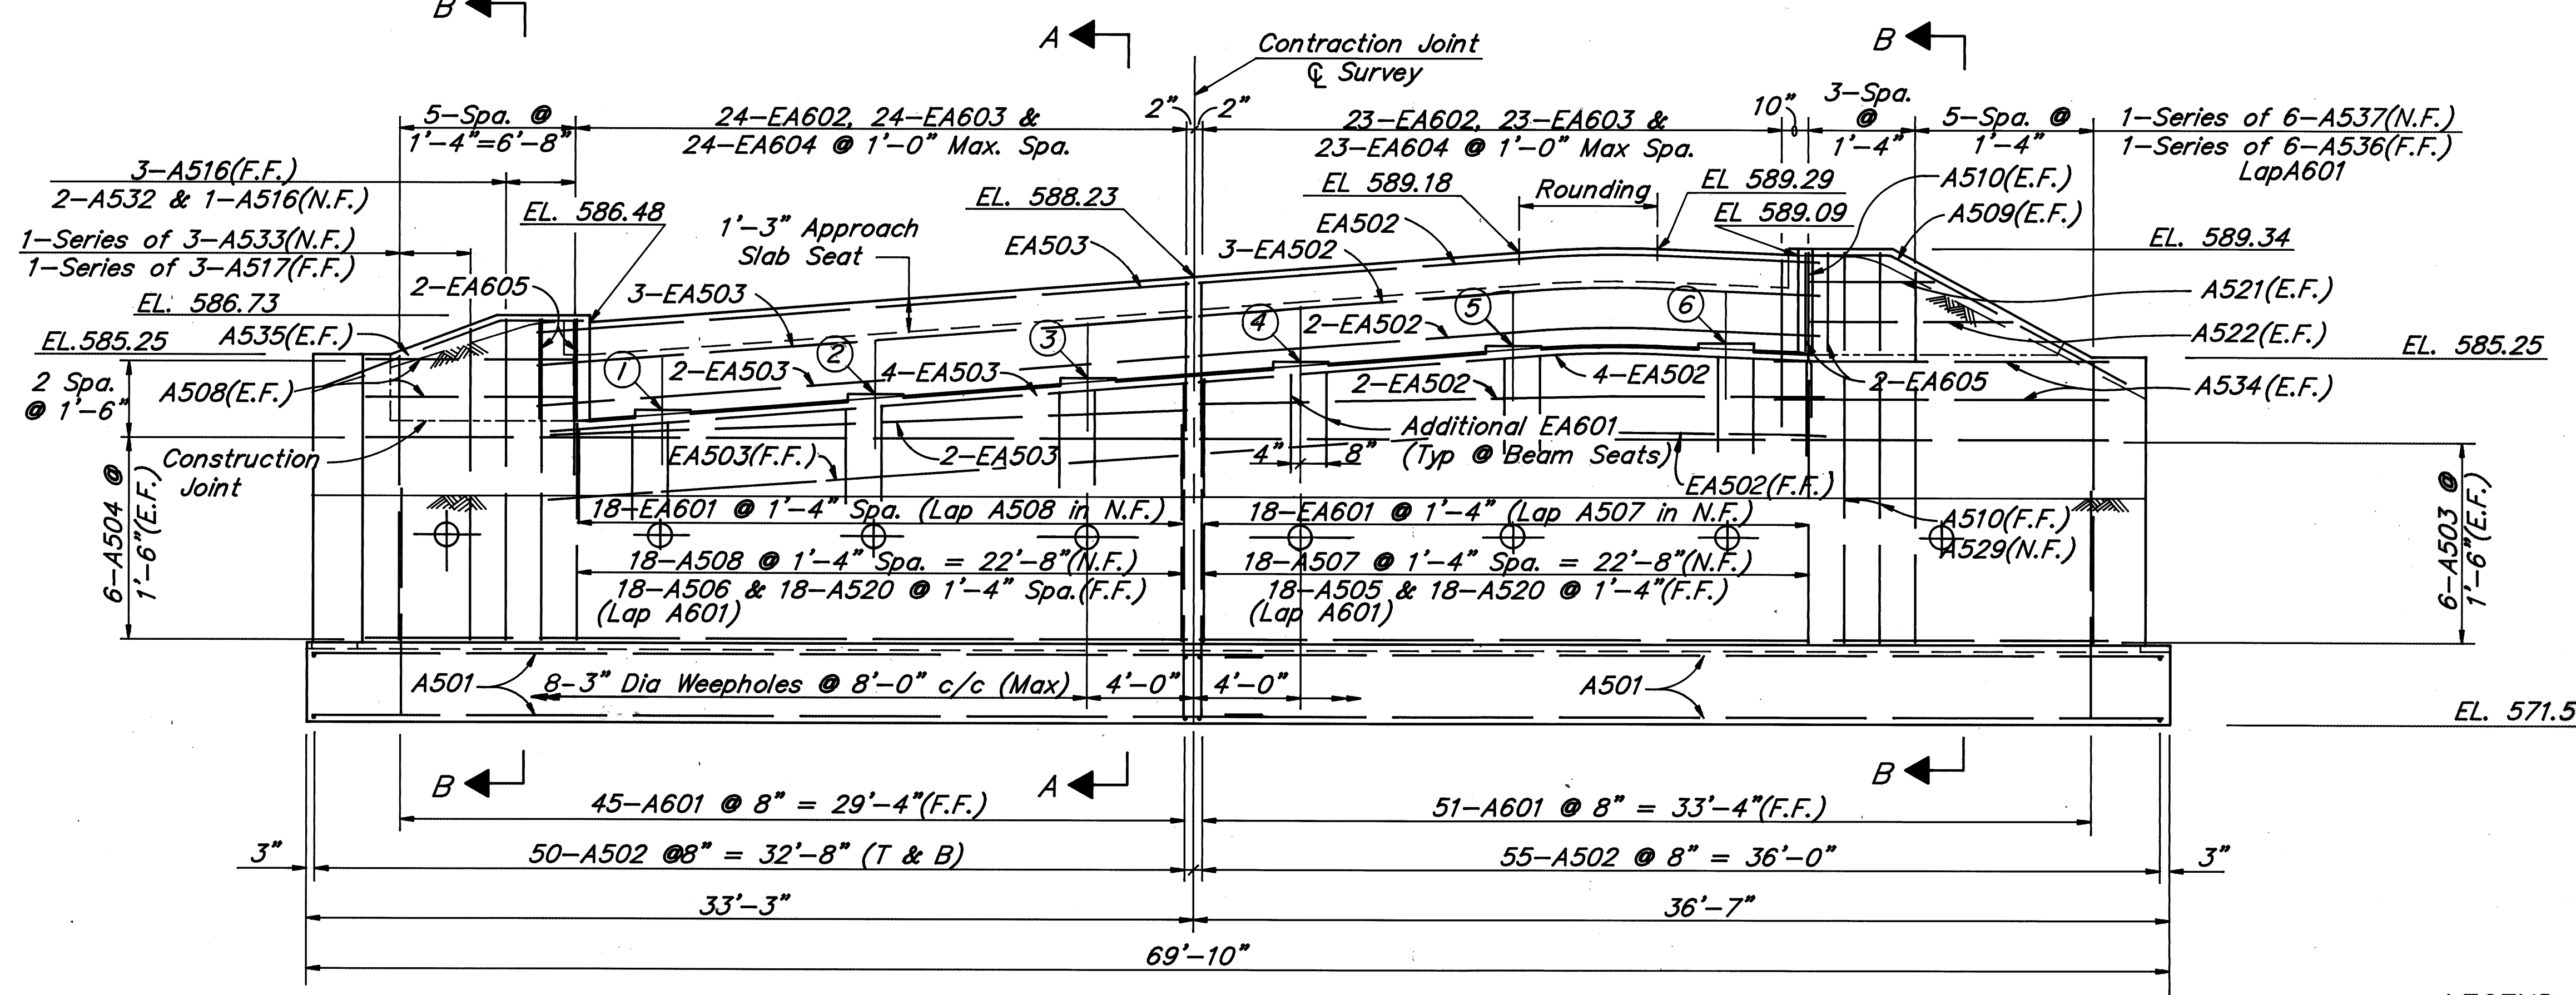 B
A
B
Contraction Joint
℄ Survey
5-Spa. @
1'-4"=6'-8"
24-EA602, 24-EA603 &
24-EA604 @ 1'-0" Max. Spa.
2"
2"
23-EA602, 23-EA603 &
23-EA604 @ 1'-0" Max Spa.
10"
3-Spa.
@
1'-4"
5-Spa. @
1'-4"
1-Series of 6-A537(N.F.)
1-Series of 6-A536(F.F.)
LapA601
3-A516(F.F.)
2-A532 & 1-A516(N.F.)
1-Series of 3-A533(N.F.)
1-Series of 3-A517(F.F.)
EL. 586.48
1'-3" Approach
Slab Seat
EL. 588.23
EA503
EL 589.18
Rounding
EL 589.29
EL 589.09
EA502
3-EA502
A510(E.F.)
A509(E.F.)
EL. 589.34
EL. 586.73
2-EA605
3-EA503
A535(E.F.)
EL.585.25
A508(E.F.)
2 Spa.
@ 1'-6"
1
2
3
4
5
6
2-EA503
4-EA503
2-EA502
2-EA502
4-EA502
2-EA605
A521(E.F.)
A522(E.F.)
EL. 585.25
A534(E.F.)
Construction
Joint
EA503(F.F.)
2-EA503
4"
8"
Additional EA601
(Typ @ Beam Seats)
EA502(F.F.)
6-A504 @
1'-6"(E.F.)
18-EA601 @ 1'-4" Spa. (Lap A508 in N.F.)
18-EA601 @ 1'-4" (Lap A507 in N.F.)
A510(F.F.)
A529(N.F.)
6-A503 @
1'-6"(E.F.)
18-A508 @ 1'-4" Spa. = 22'-8"(N.F.)
18-A506 & 18-A520 @ 1'-4" Spa.(F.F.)
(Lap A601)
18-A507 @ 1'-4" Spa. = 22'-8"(N.F.)
18-A505 & 18-A520 @ 1'-4"(F.F.)
(Lap A601)
A501
8-3" Dia Weepholes @ 8'-0" c/c (Max)
4'-0"
4'-0"
A501
EL. 571.5
B
A
B
45-A601 @ 8" = 29'-4"(F.F.)
51-A601 @ 8" = 33'-4"(F.F.)
3"
50-A502 @8" = 32'-8" (T & B)
55-A502 @ 8" = 36'-0"
3"
33'-3"
36'-7"
69'-10"